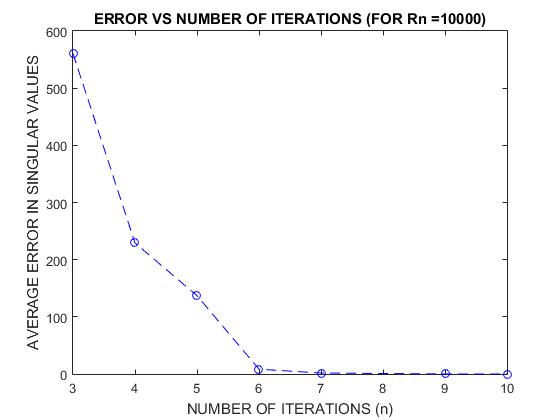 ERROR VS NUMBER OF ITERATIONS (FOR Rn =10000)
600
500
400
300
200
100
0
AVERAGE ERROR IN SINGULAR VALUES
3 4 5 6 7 8 9 10
NUMBER OF ITERATIONS (n)